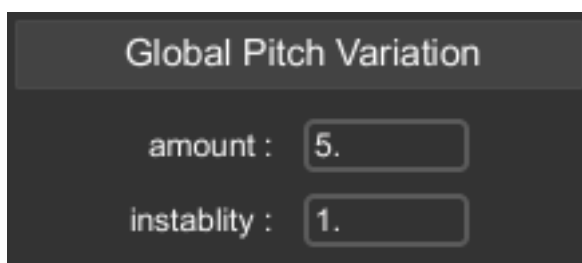 Global Pitch Variation
amount : 5.
instablity : 1.